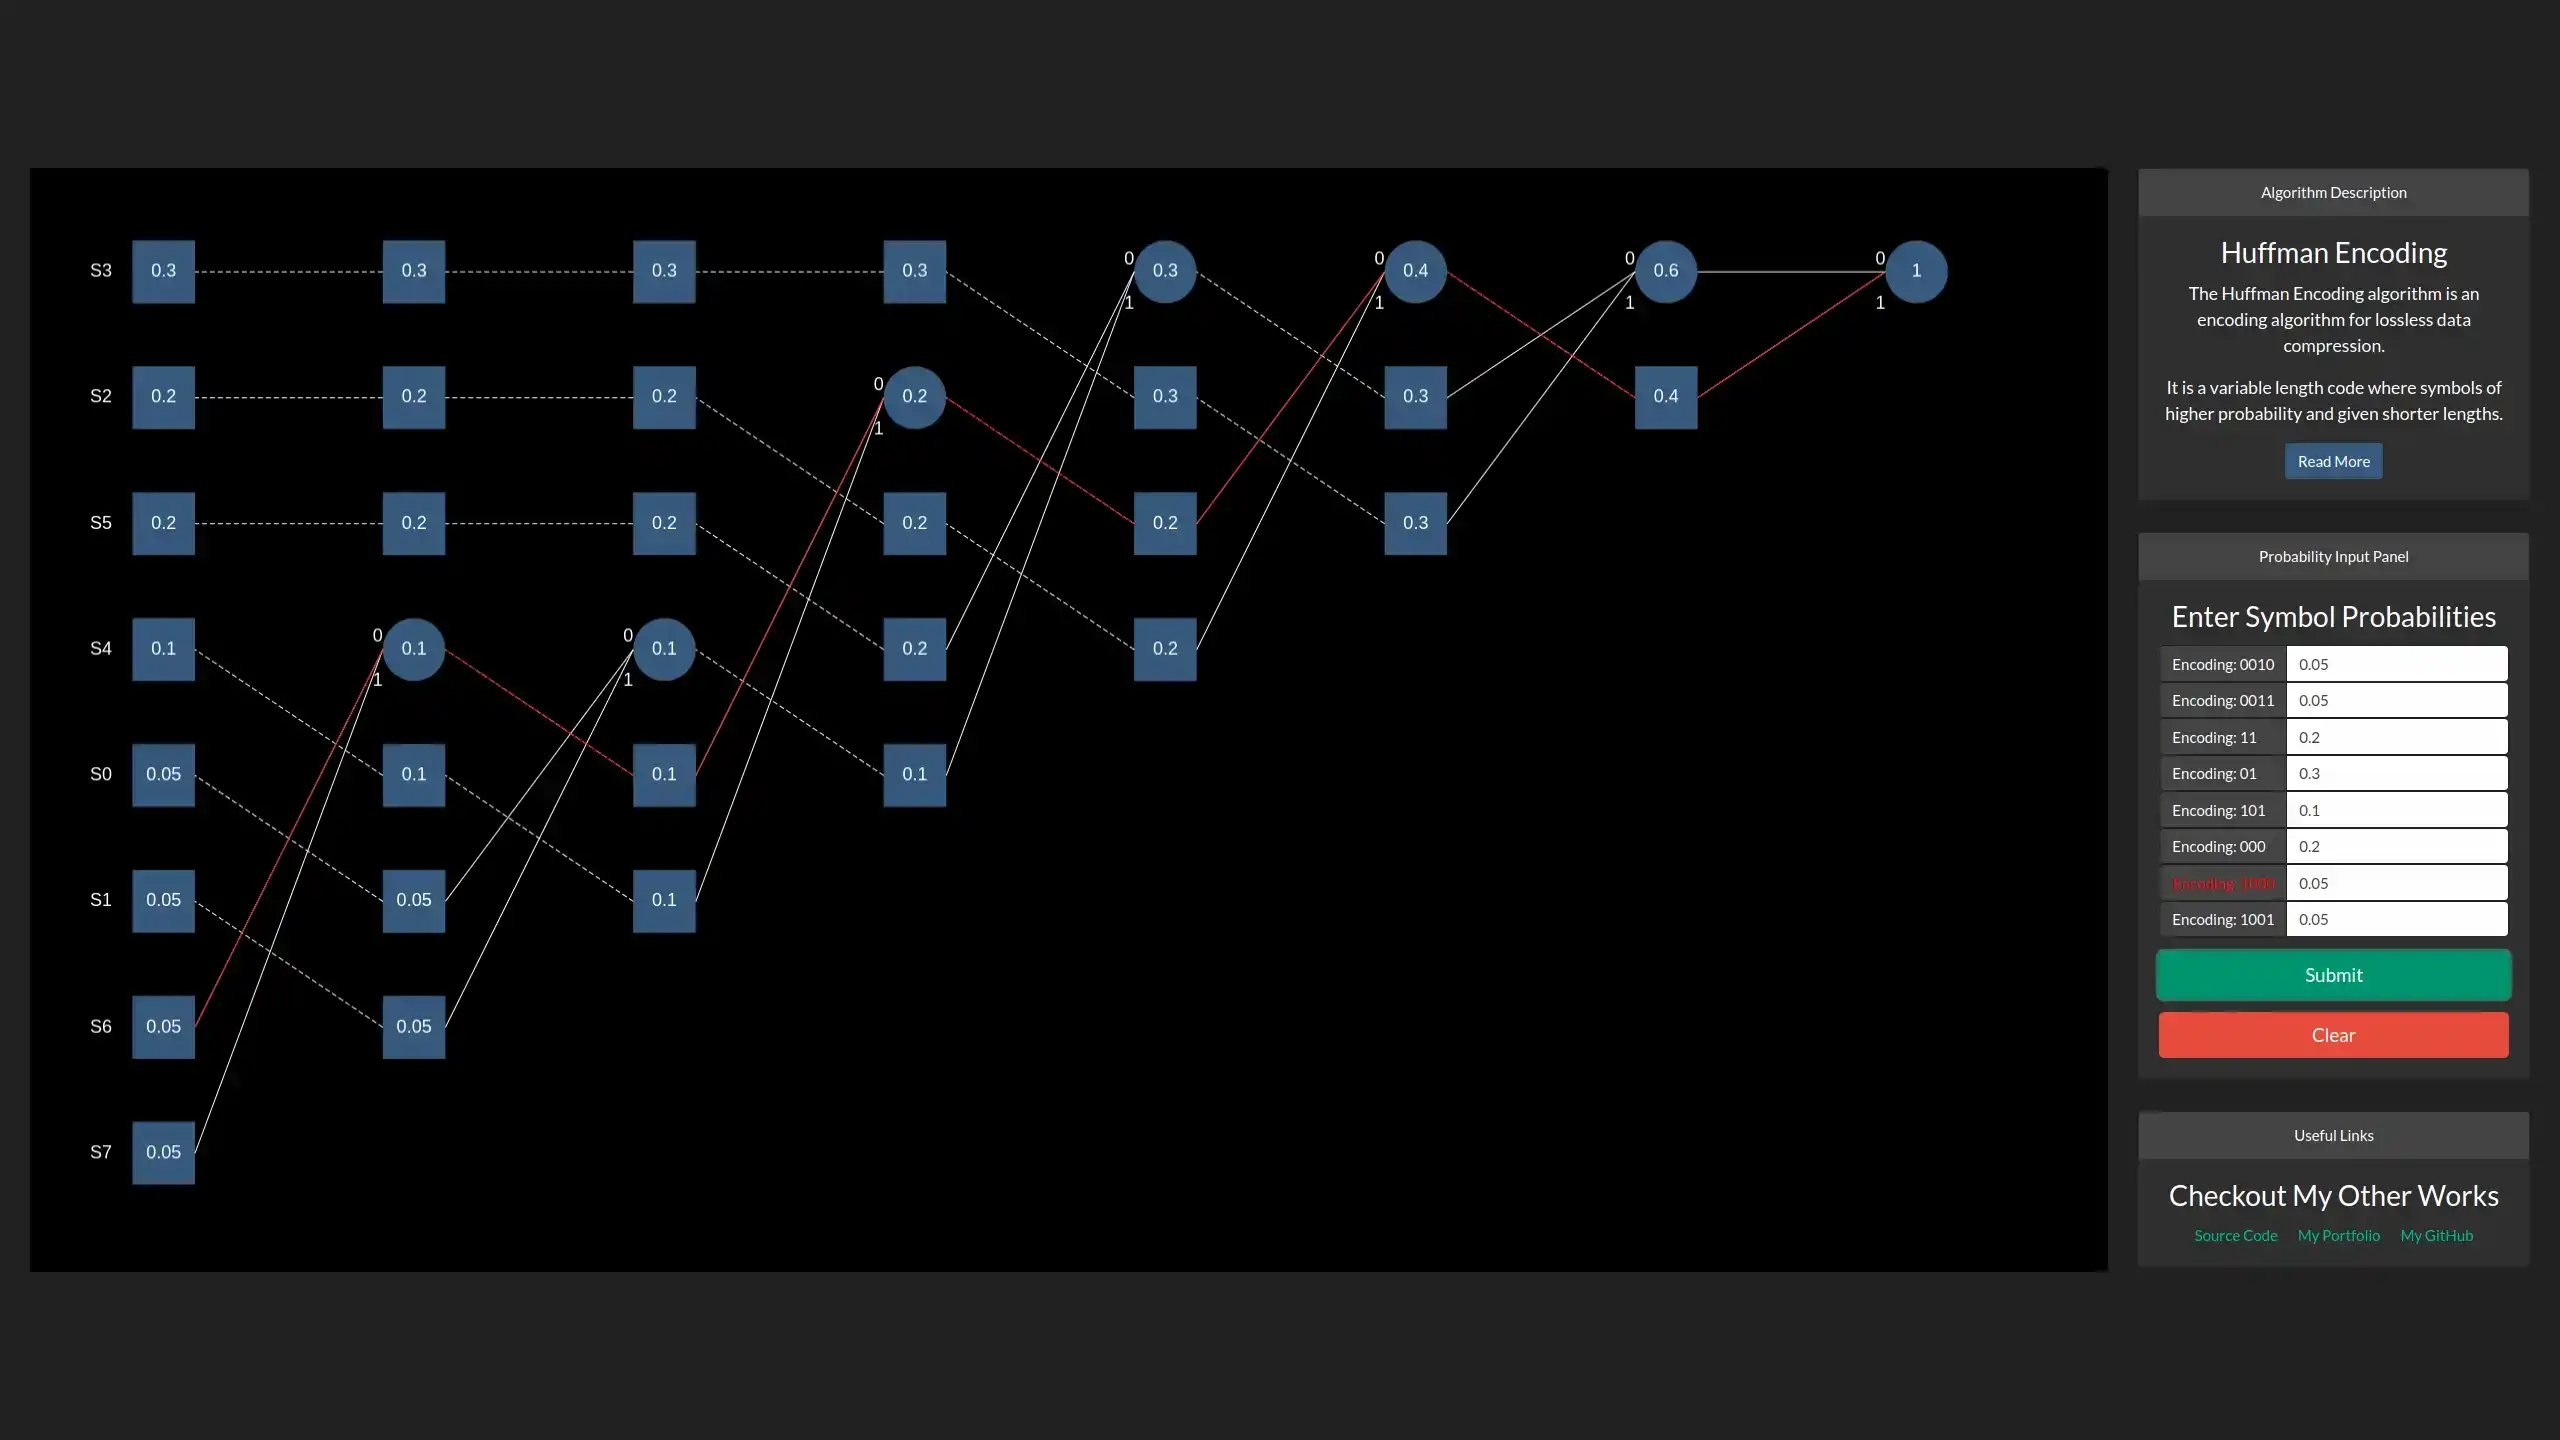 S3 0.3 0.3 0.3 0.3 0 1 0.3 0 1 0.4 0 1 0.6 0 1 1
S2 0.2 0.2 0.2 0 1 0.2 0.3 0.3 0.4
S5 0.2 0.2 0.2 0.2 0.2 0.3
S4 0.1 0 1 0.1 0 1 0.1 0.2 0.2
S0 0.05 0.1 0.1 0.1
S1 0.05 0.05 0.1
S6 0.05 0.05
S7 0.05
Algorithm Description
Huffman Encoding
The Huffman Encoding algorithm is an
encoding algorithm for lossless data
compression.
It is a variable length code where symbols of
higher probability and given shorter lengths.
Read More
Probability Input Panel
Enter Symbol Probabilities
Encoding: 0010 0.05
Encoding: 0011 0.05
Encoding: 11 0.2
Encoding: 01 0.3
Encoding: 101 0.1
Encoding: 000 0.2
Encoding: 1000 0.05
Encoding: 1001 0.05
Submit
Clear
Useful Links
Checkout My Other Works
Source Code My Portfolio My GitHub